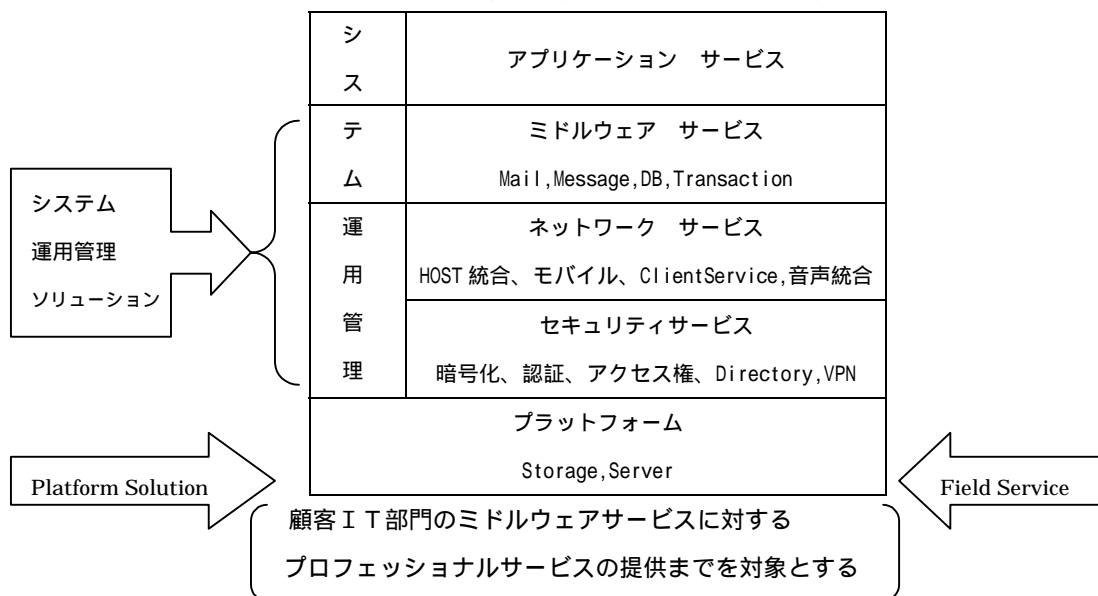 システム運用管理
アプリケーション　サービス
ミドルウェア　サービス
Mail,Message,DB,Transaction
ネットワーク　サービス
HOST 統合、モバイル、ClientService,音声統合
セキュリティサービス
暗号化、認証、アクセス権、Directory,VPN
プラットフォーム
Storage,Server
システム
運用管理
ソリューション
Platform Solution
Field Service
顧客ＩＴ部門のミドルウェアサービスに対する
プロフェッショナルサービスの提供までを対象とする